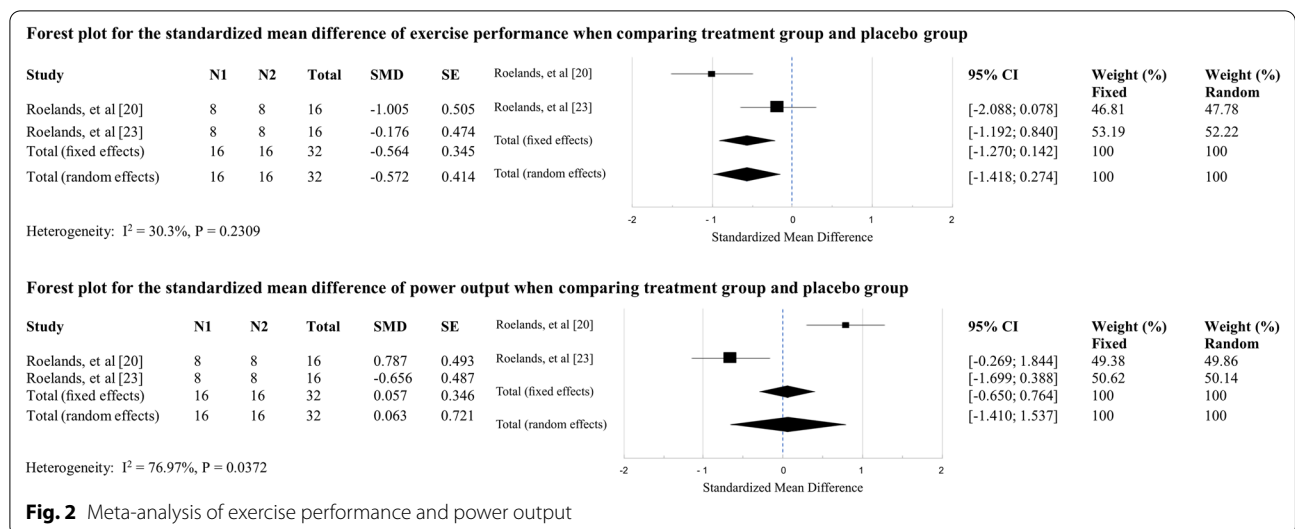 Forest plot for the standardized mean difference of exercise performance when comparing treatment group and placebo group
Study N1 N2 Total SMD SE Roelands, et al [20] 95% CI Weight (%) Fixed Weight (%) Random
Roelands, et al [20] 8 8 16 -1.005 0.505 Roelands, et al [23] [-2.088; 0.078] 46.81 47.78
Roelands, et al [23] 8 8 16 -0.176 0.474 [-1.192; 0.840] 53.19 52.22
Total (fixed effects) 16 16 32 -0.564 0.345 Total (fixed effects) [-1.270; 0.142] 100 100
Total (random effects) 16 16 32 -0.572 0.414 Total (random effects) [-1.418; 0.274] 100 100
-2 - 1 0 1 2
Heterogeneity: I² = 30.3%, P = 0.2309
Standardized Mean Difference
Forest plot for the standardized mean difference of power output when comparing treatment group and placebo group
Study N1 N2 Total SMD SE Roelands, et al [20] 95% CI Weight (%) Fixed Weight (%) Random
Roelands, et al [20] 8 8 16 0.787 0.493 Roelands, et al [23] [-0.269; 1.844] 49.38 49.86
Roelands, et al [23] 8 8 16 -0.656 0.487 [-1.699; 0.388] 50.62 50.14
Total (fixed effects) 16 16 32 0.057 0.346 Total (fixed effects) [-0.650; 0.764] 100 100
Total (random effects) 16 16 32 0.063 0.721 Total (random effects) [-1.410; 1.537] 100 100
Heterogeneity: I² = 76.97%, P = 0.0372
-2 - 1 0 1 2
Standardized Mean Difference
Fig. 2 Meta-analysis of exercise performance and power output